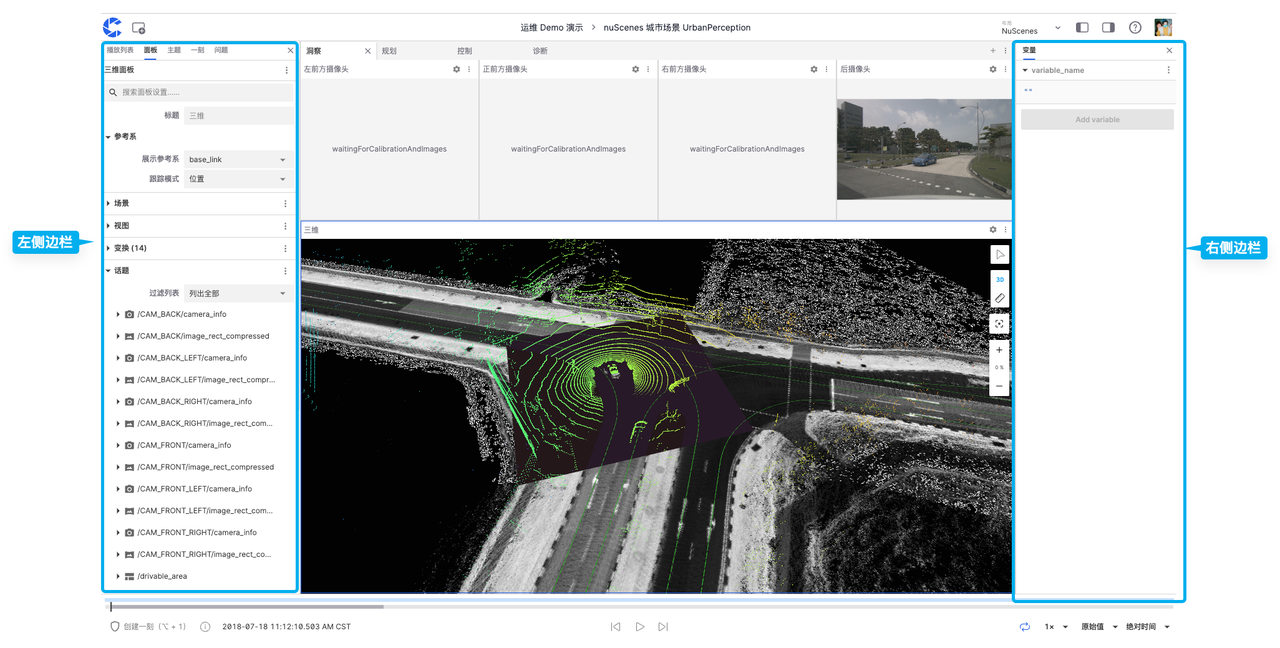 运维 Demo 演示 > nuScenes 城市场景 UrbanPerception
布局
NuScenes
播放列表 面板 主题 一刻 问题
三维面板
搜索面板设置......
标题 三维
参考系
展示参考系 base_link
跟踪模式 位置
场景
视图
变换 (14)
话题
过滤列表 列出全部
/CAM_BACK/camera_info
/CAM_BACK/image_rect_compressed
/CAM_BACK_LEFT/camera_info
/CAM_BACK_LEFT/image_rect_compr...
/CAM_BACK_RIGHT/camera_info
/CAM_BACK_RIGHT/image_rect_com...
/CAM_FRONT/camera_info
/CAM_FRONT/image_rect_compressed
/CAM_FRONT_LEFT/camera_info
/CAM_FRONT_LEFT/image_rect_com...
/CAM_FRONT_RIGHT/camera_info
/CAM_FRONT_RIGHT/image_rect_co...
/drivable_area
左侧边栏
洞察 规划 控制 诊断
左前方摄像头 正前方摄像头 右前方摄像头 后摄像头
waitingForCalibrationAndImages waitingForCalibrationAndImages waitingForCalibrationAndImages
三维
3D
0 %
变量
variable_name
""
Add variable
右侧边栏
创建一刻 (⌥ + 1) 2018-07-18 11:12:10.503 AM CST
1× 原始值 绝对时间